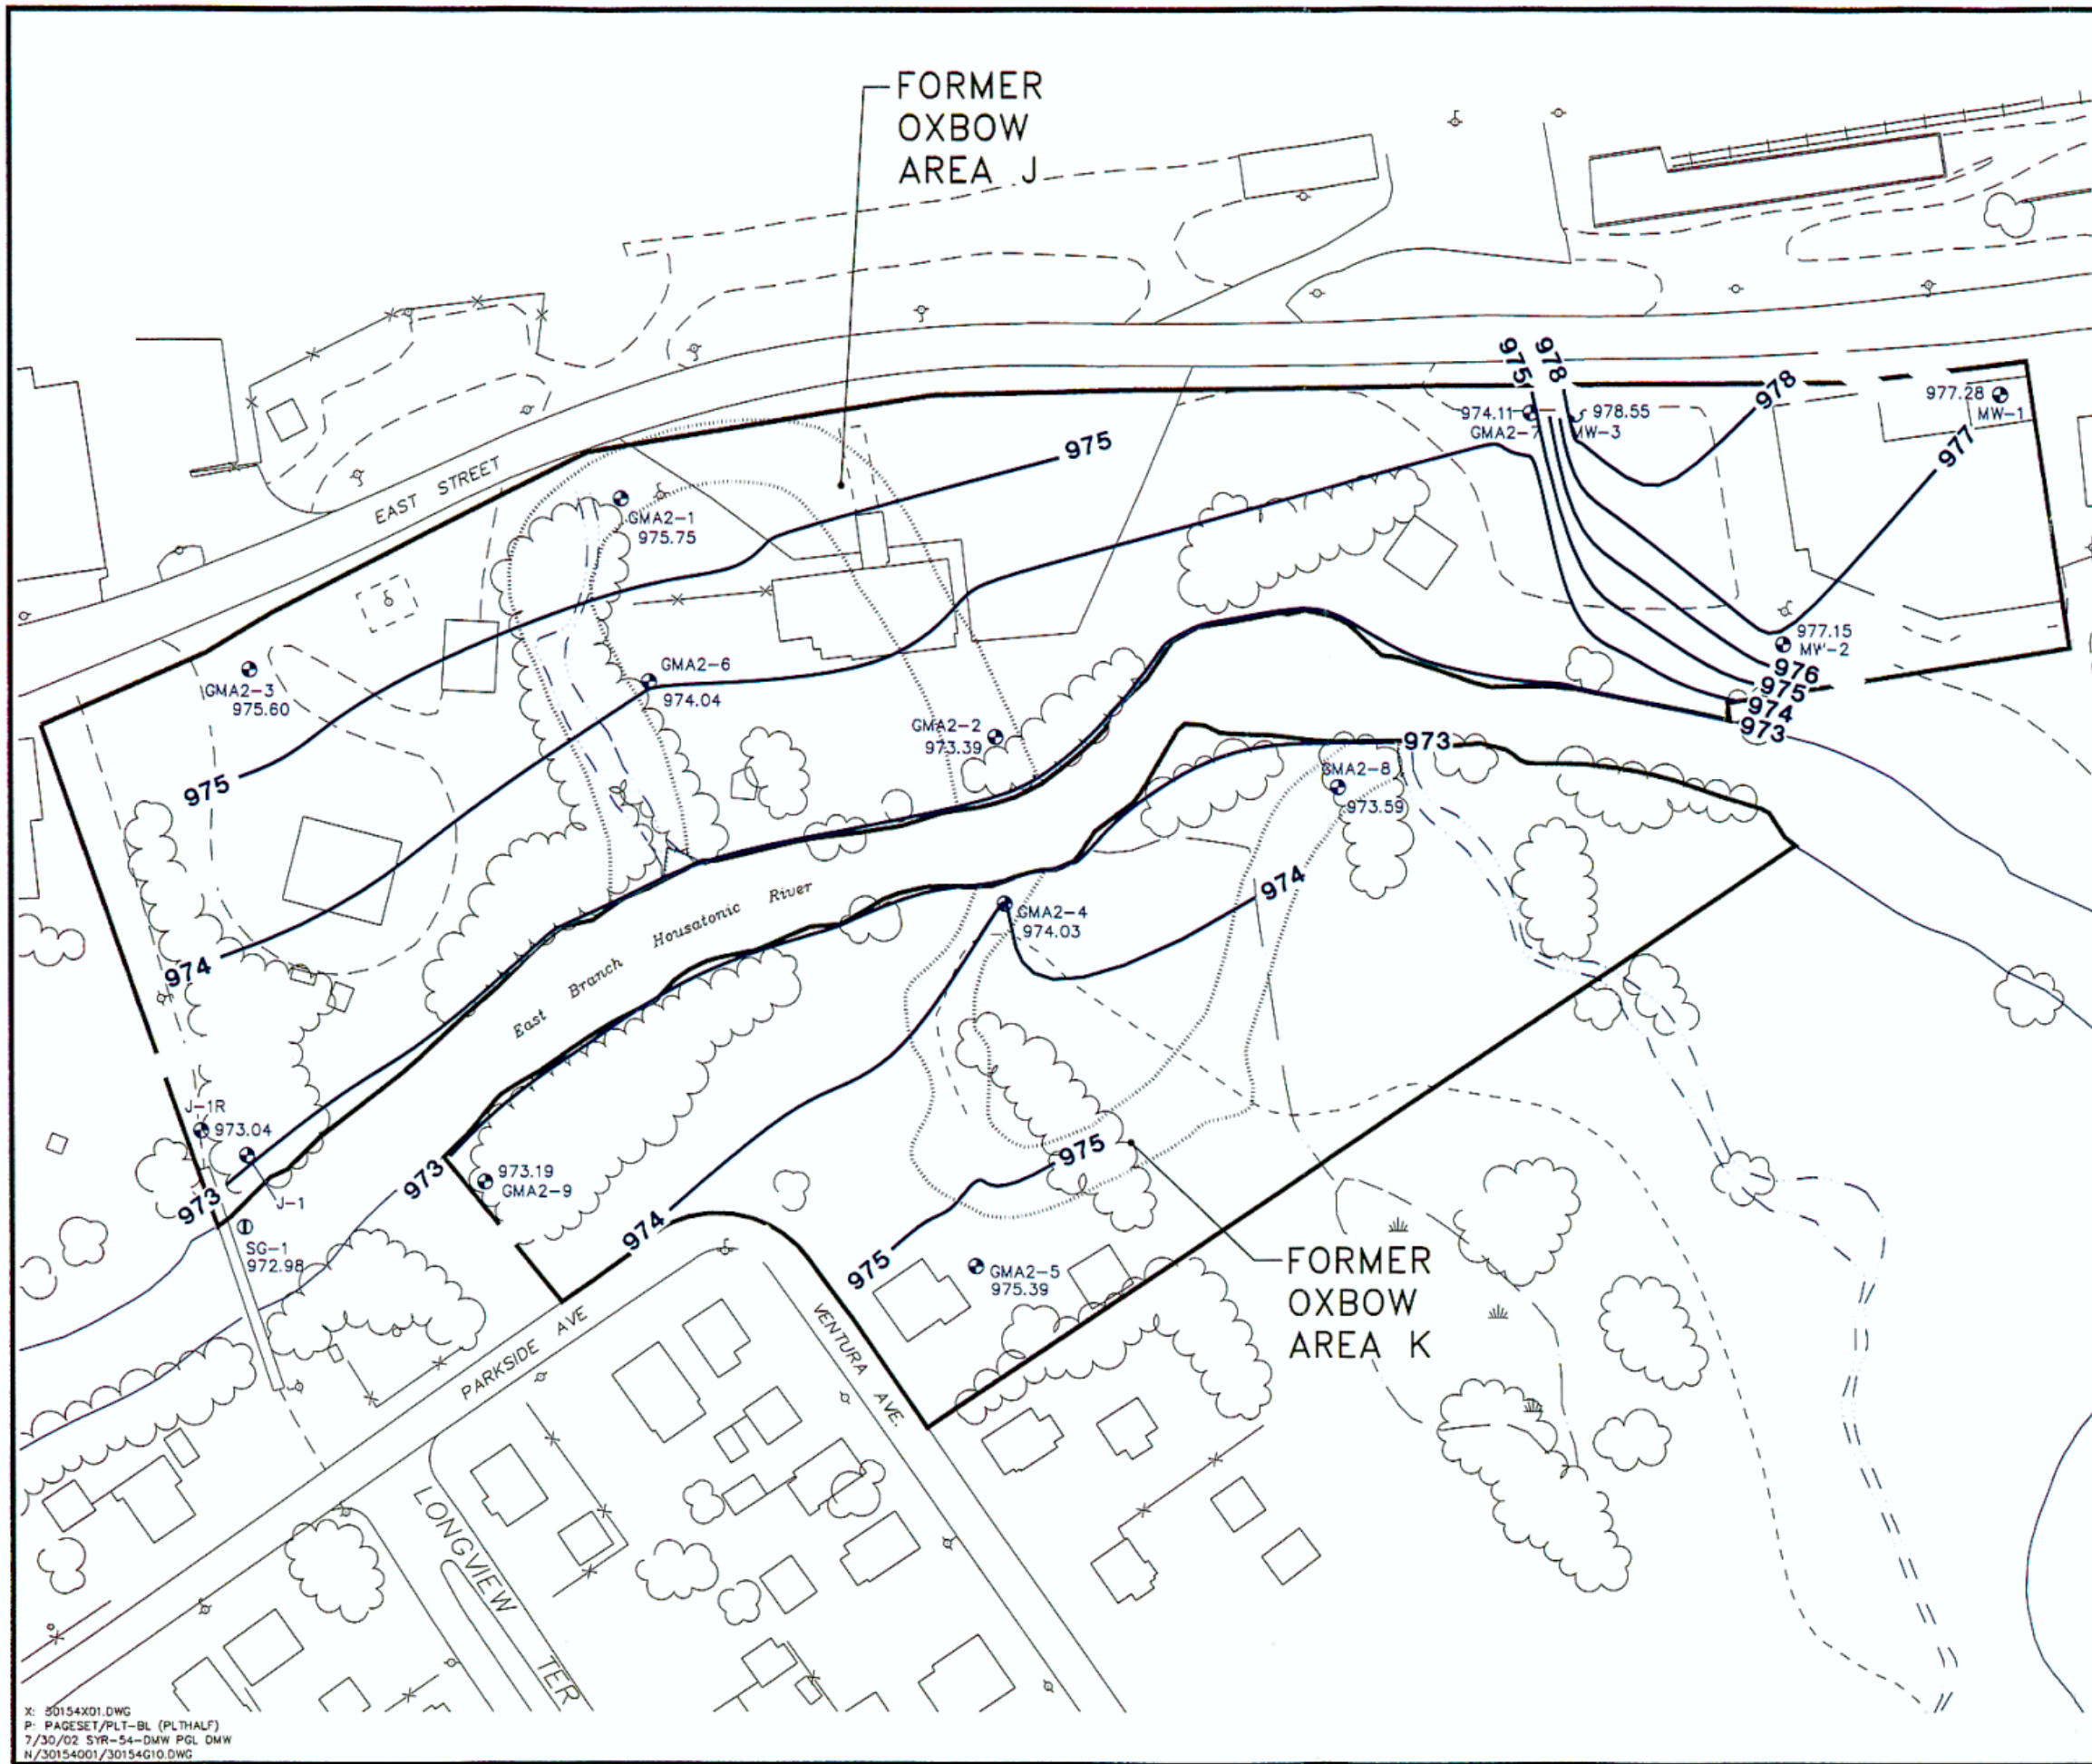 FORMER
OXBOW
AREA J
975
978
978
977.28
MW-1
974.11
GMA2-7
978.55
MW-3
977
975
EAST STREET
GMA2-1
975.75
977.15
MW-2
976
975
974
973
GMA2-3
975.60
GMA2-6
974.04
GMA2-2
973.39
973
GMA2-8
973.59
975
974
GMA2-4
974.03
East Branch Housatonic River
974
J-1R
973.04
J-1
973
SG-1
972.98
973
973.19
GMA2-9
974
975
975
GMA2-5
975.39
FORMER
OXBOW
AREA K
PARKSIDE AVE
VENTURA AVE.
LONGVIEW TER
X: 30154X01.DWG
P: PAGESET/PLT-BL (PLTHALF)
7/30/02 SYR-54-DMW PGL DMW
N/30154001/30154G10.DWG